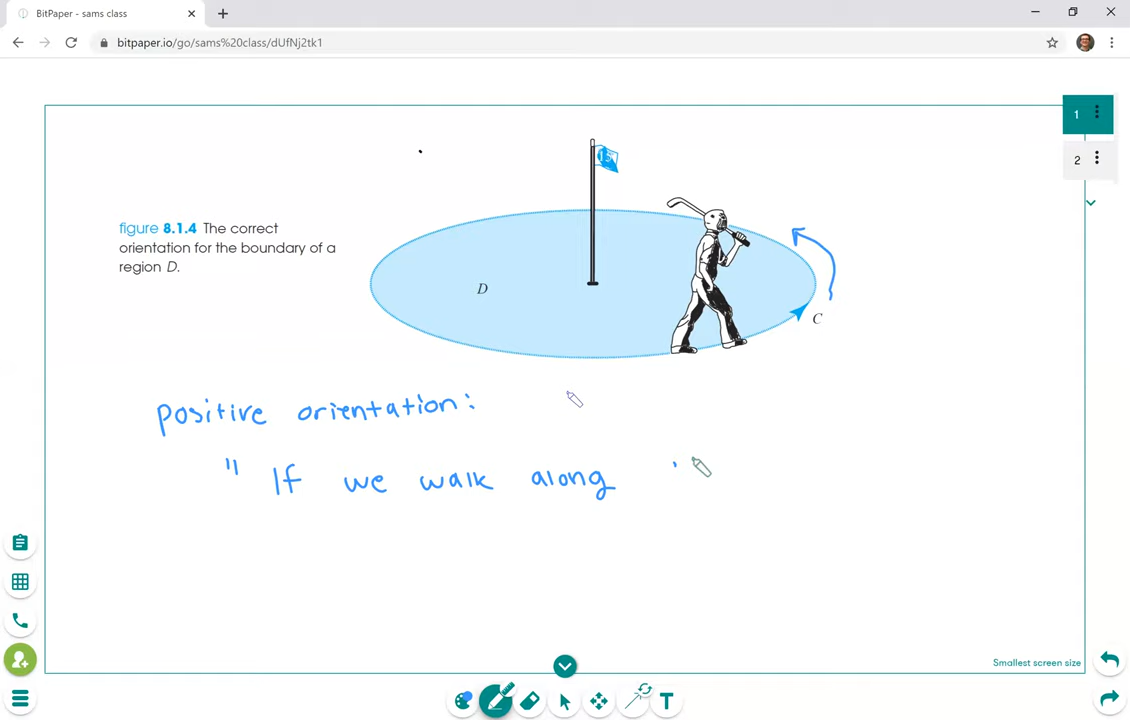 BitPaper - sams class
bitpaper.io/go/sams%20class/dUfNj2tk1
1
2
figure 8.1.4 The correct
orientation for the boundary of a
region D.
D
C
positive orientation:
" If we walk along
Smallest screen size
T